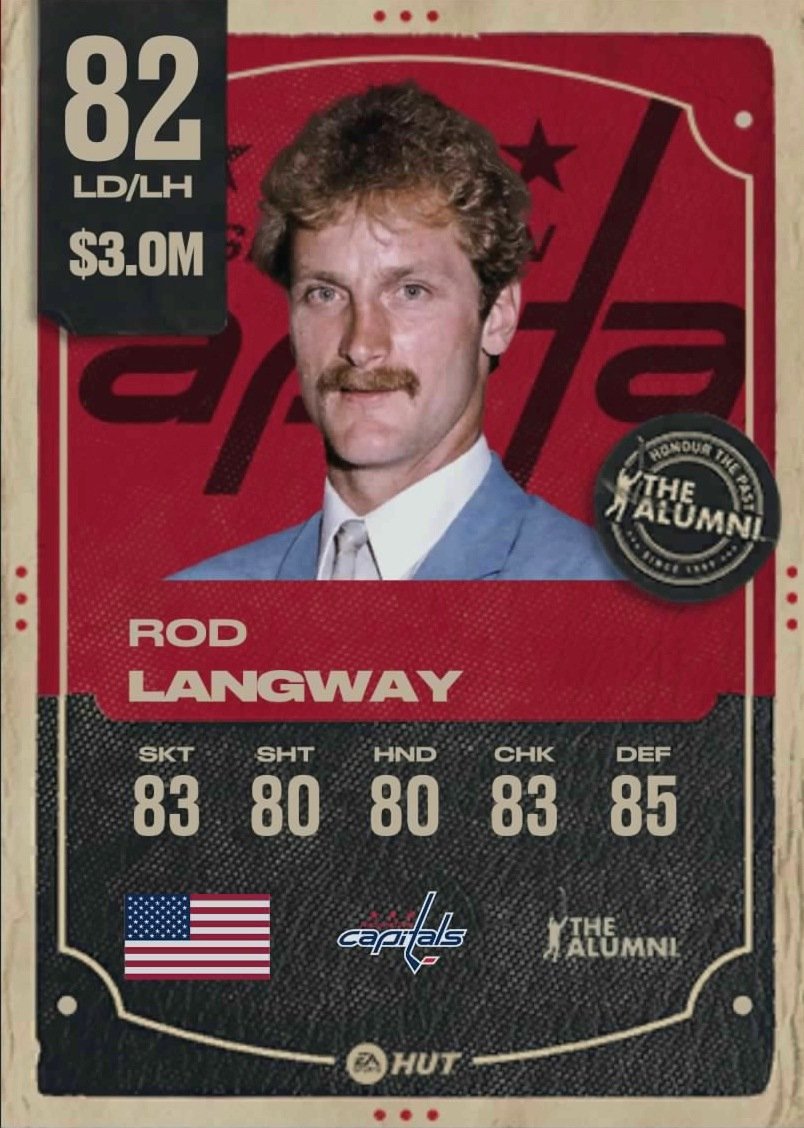 82
LD/LH
$3.0M
HONOUR THE PAST
THE
ALUMNI
ROD
LANGWAY
SKT SHT HND CHK DEF
83 80 80 83 85
capitals
THE
ALUMNI
EA
HUT